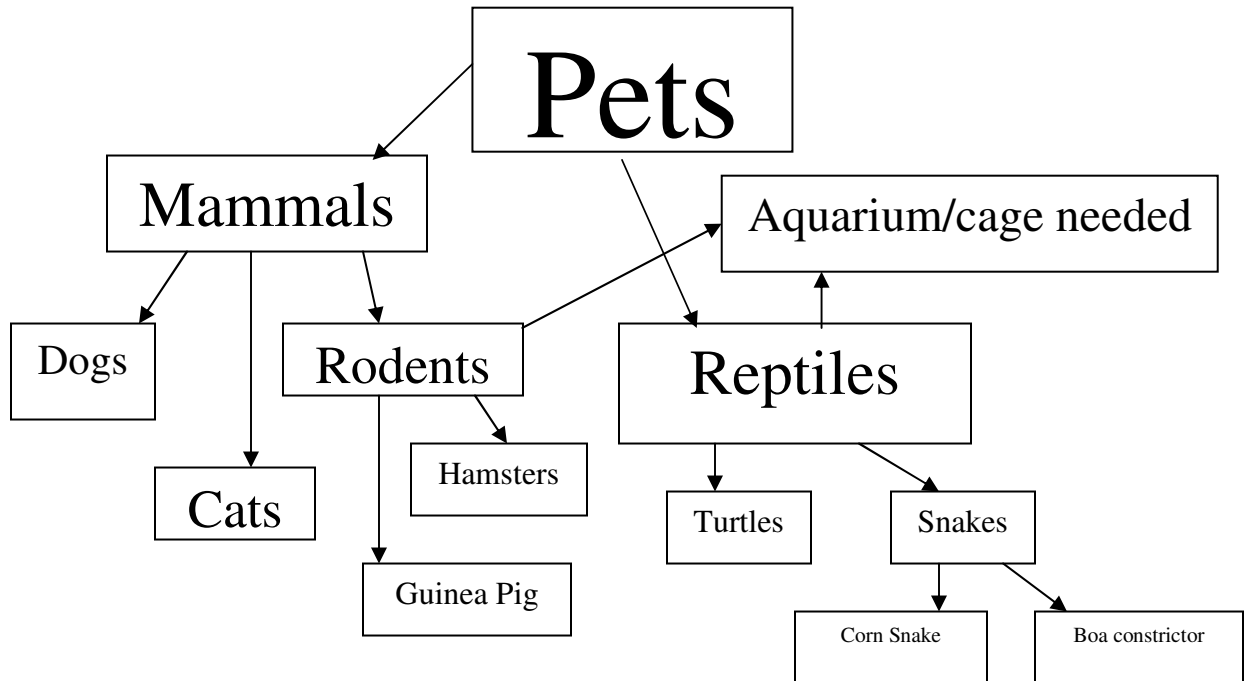 Pets
Mammals
Aquarium/cage needed
Dogs
Rodents
Reptiles
Hamsters
Cats
Turtles
Snakes
Guinea Pig
Corn Snake
Boa constrictor